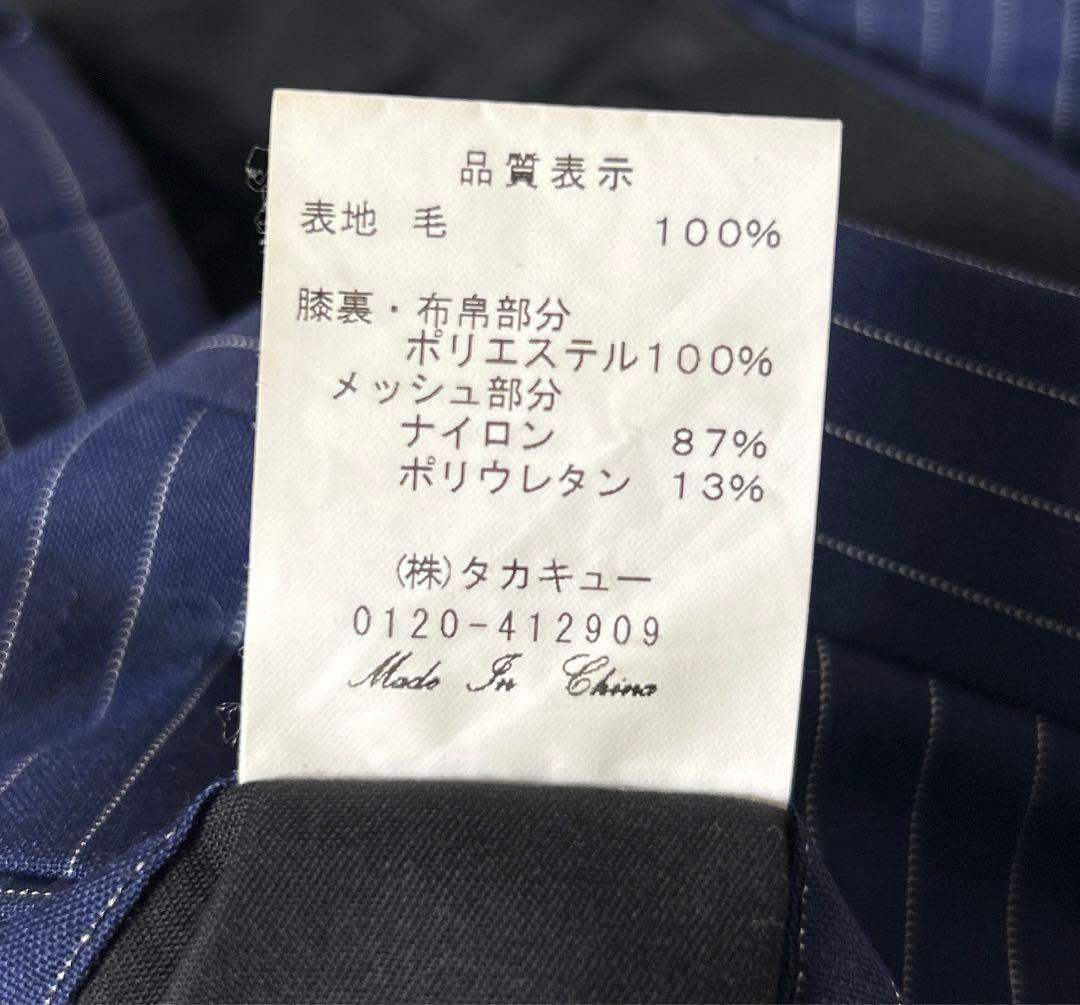 品質表示
表地 毛 100%
膝裏・布帛部分
ポリエステル100%
メッシュ部分
ナイロン 87%
ポリウレタン 13%
(株)タカキュー
0120-412909
Made In China